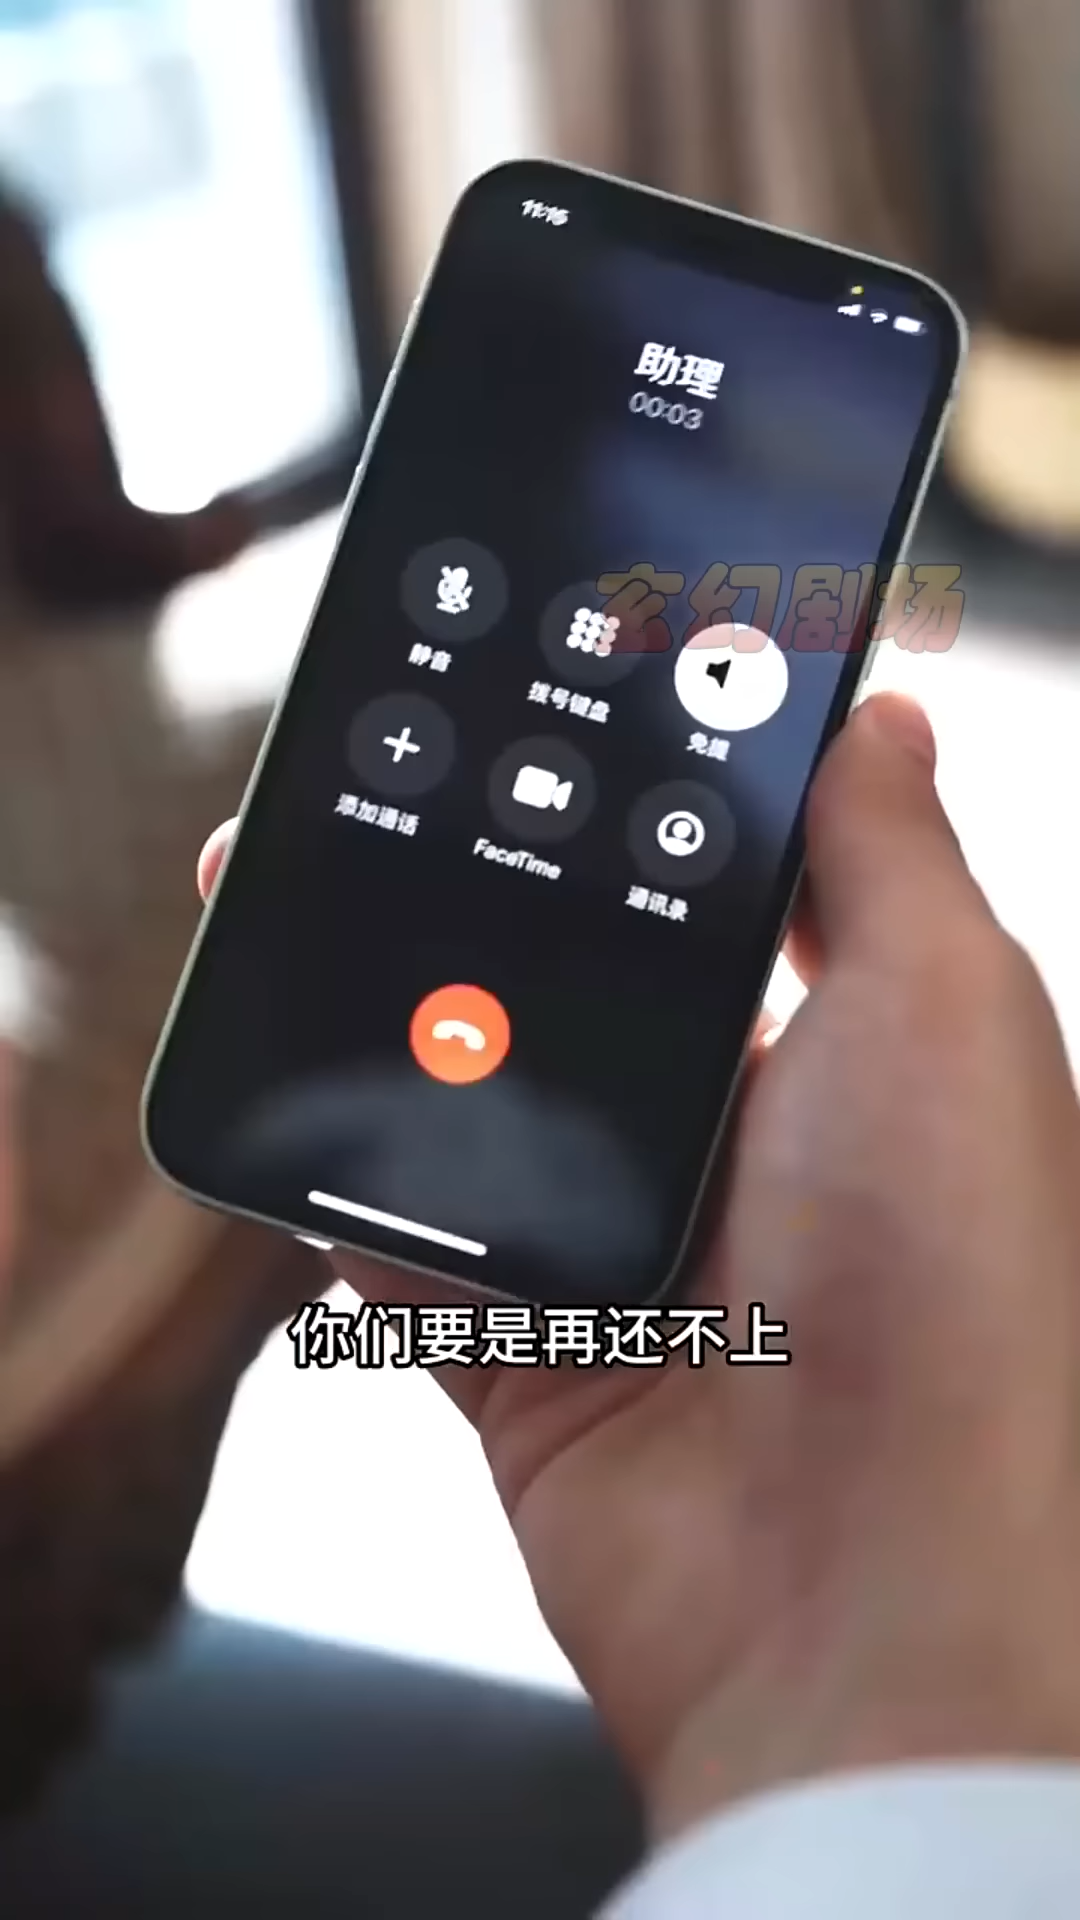 11:15
助理
00:03
玄幻剧场
静音
拨号键盘
免提
添加通话
FaceTime
通讯录
你们要是再还不上